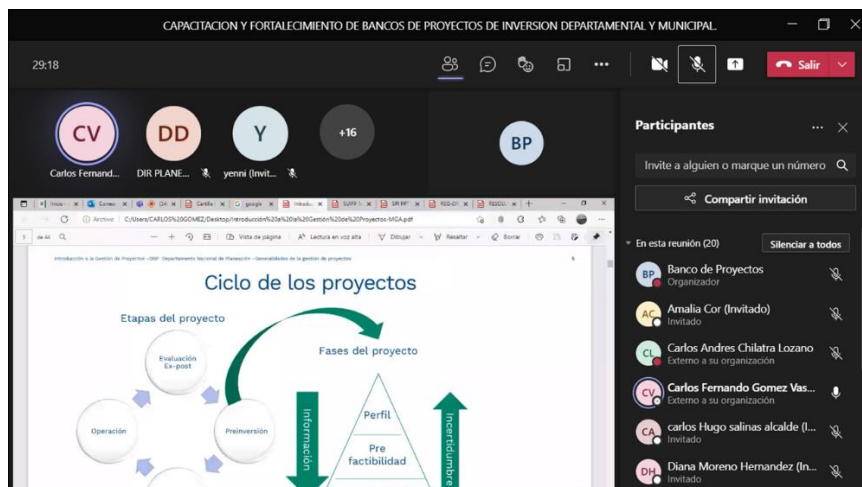 CAPACITACION Y FORTALECIMIENTO DE BANCOS DE PROYECTOS DE INVERSION DEPARTAMENTAL Y MUNICIPAL.
29:18
Salir
CV
DD
Y
+16
BP
Carlos Fernand...
DIR PLANE...
yenni (Invit...
Participantes
Invite a alguien o marque un número
Compartir invitación
En esta reunión (20)
Silenciar a todos
BP
Banco de Proyectos
Organizador
AC
Amalia Cor (Invitado)
Invitado
CL
Carlos Andres Chilatra Lozano
Externo a su organización
CV
Carlos Fernando Gomez Vas...
Externo a su organización
CA
carlos Hugo salinas alcalde (I...
Invitado
DH
Diana Moreno Hernandez (In...
Invitado
Correo
Cartilla
google
Archivo
C:/Users/CARLOS%20GOMEZ/Desktop/Introducción%20a%20la%20Gestión%20de%20Proyectos-MGA.pdf
5 de 44
Vista de página
Lectura en voz alta
Dibujar
Resaltar
Borrar
Introducción a la Gestión de Proyectos -DNP Departamento Nacional de Planeación -Generalidades de la gestión de proyectos
Ciclo de los proyectos
Etapas del proyecto
Fases del proyecto
Evaluación
Ex-post
Operación
Preinversión
Información
Perfil
Pre
factibilidad
Incertidumbre